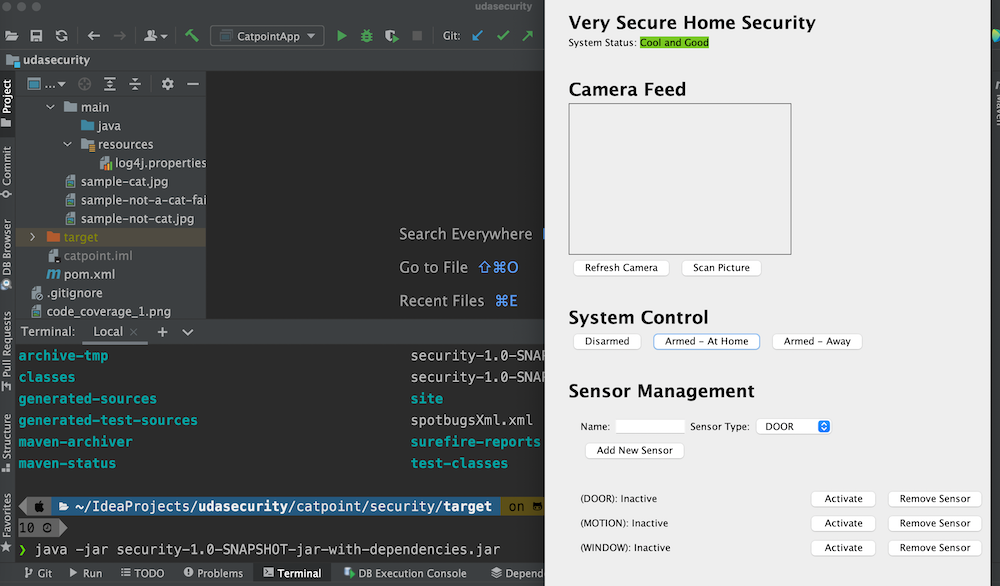 udasecurity
CatpointApp
Git:
udasecurity
Project
Commit
DB Browser
Pull Requests
Structure
Favorites
...
main
java
resources
log4j.properties
sample-cat.jpg
sample-not-a-cat-fai
sample-not-cat.jpg
target
catpoint.iml
pom.xml
.gitignore
code_coverage_1.png
Search Everywhere
Go to File ⇧⌘O
Recent Files ⌘E
Terminal: Local
archive-tmp security-1.0-SNA
classes security-1.0-SNA
generated-sources site
generated-test-sources spotbugsXml.xml
maven-archiver surefire-reports
maven-status test-classes
~/IdeaProjects/udasecurity/catpoint/security/target on
10
❯ java -jar security-1.0-SNAPSHOT-jar-with-dependencies.jar
Git Run TODO Problems Terminal DB Execution Console Depend
Very Secure Home Security
System Status: Cool and Good
Camera Feed
Refresh Camera Scan Picture
System Control
Disarmed Armed - At Home Armed - Away
Sensor Management
Name: Sensor Type: DOOR
Add New Sensor
(DOOR): Inactive Activate Remove Sensor
(MOTION): Inactive Activate Remove Sensor
(WINDOW): Inactive Activate Remove Sensor